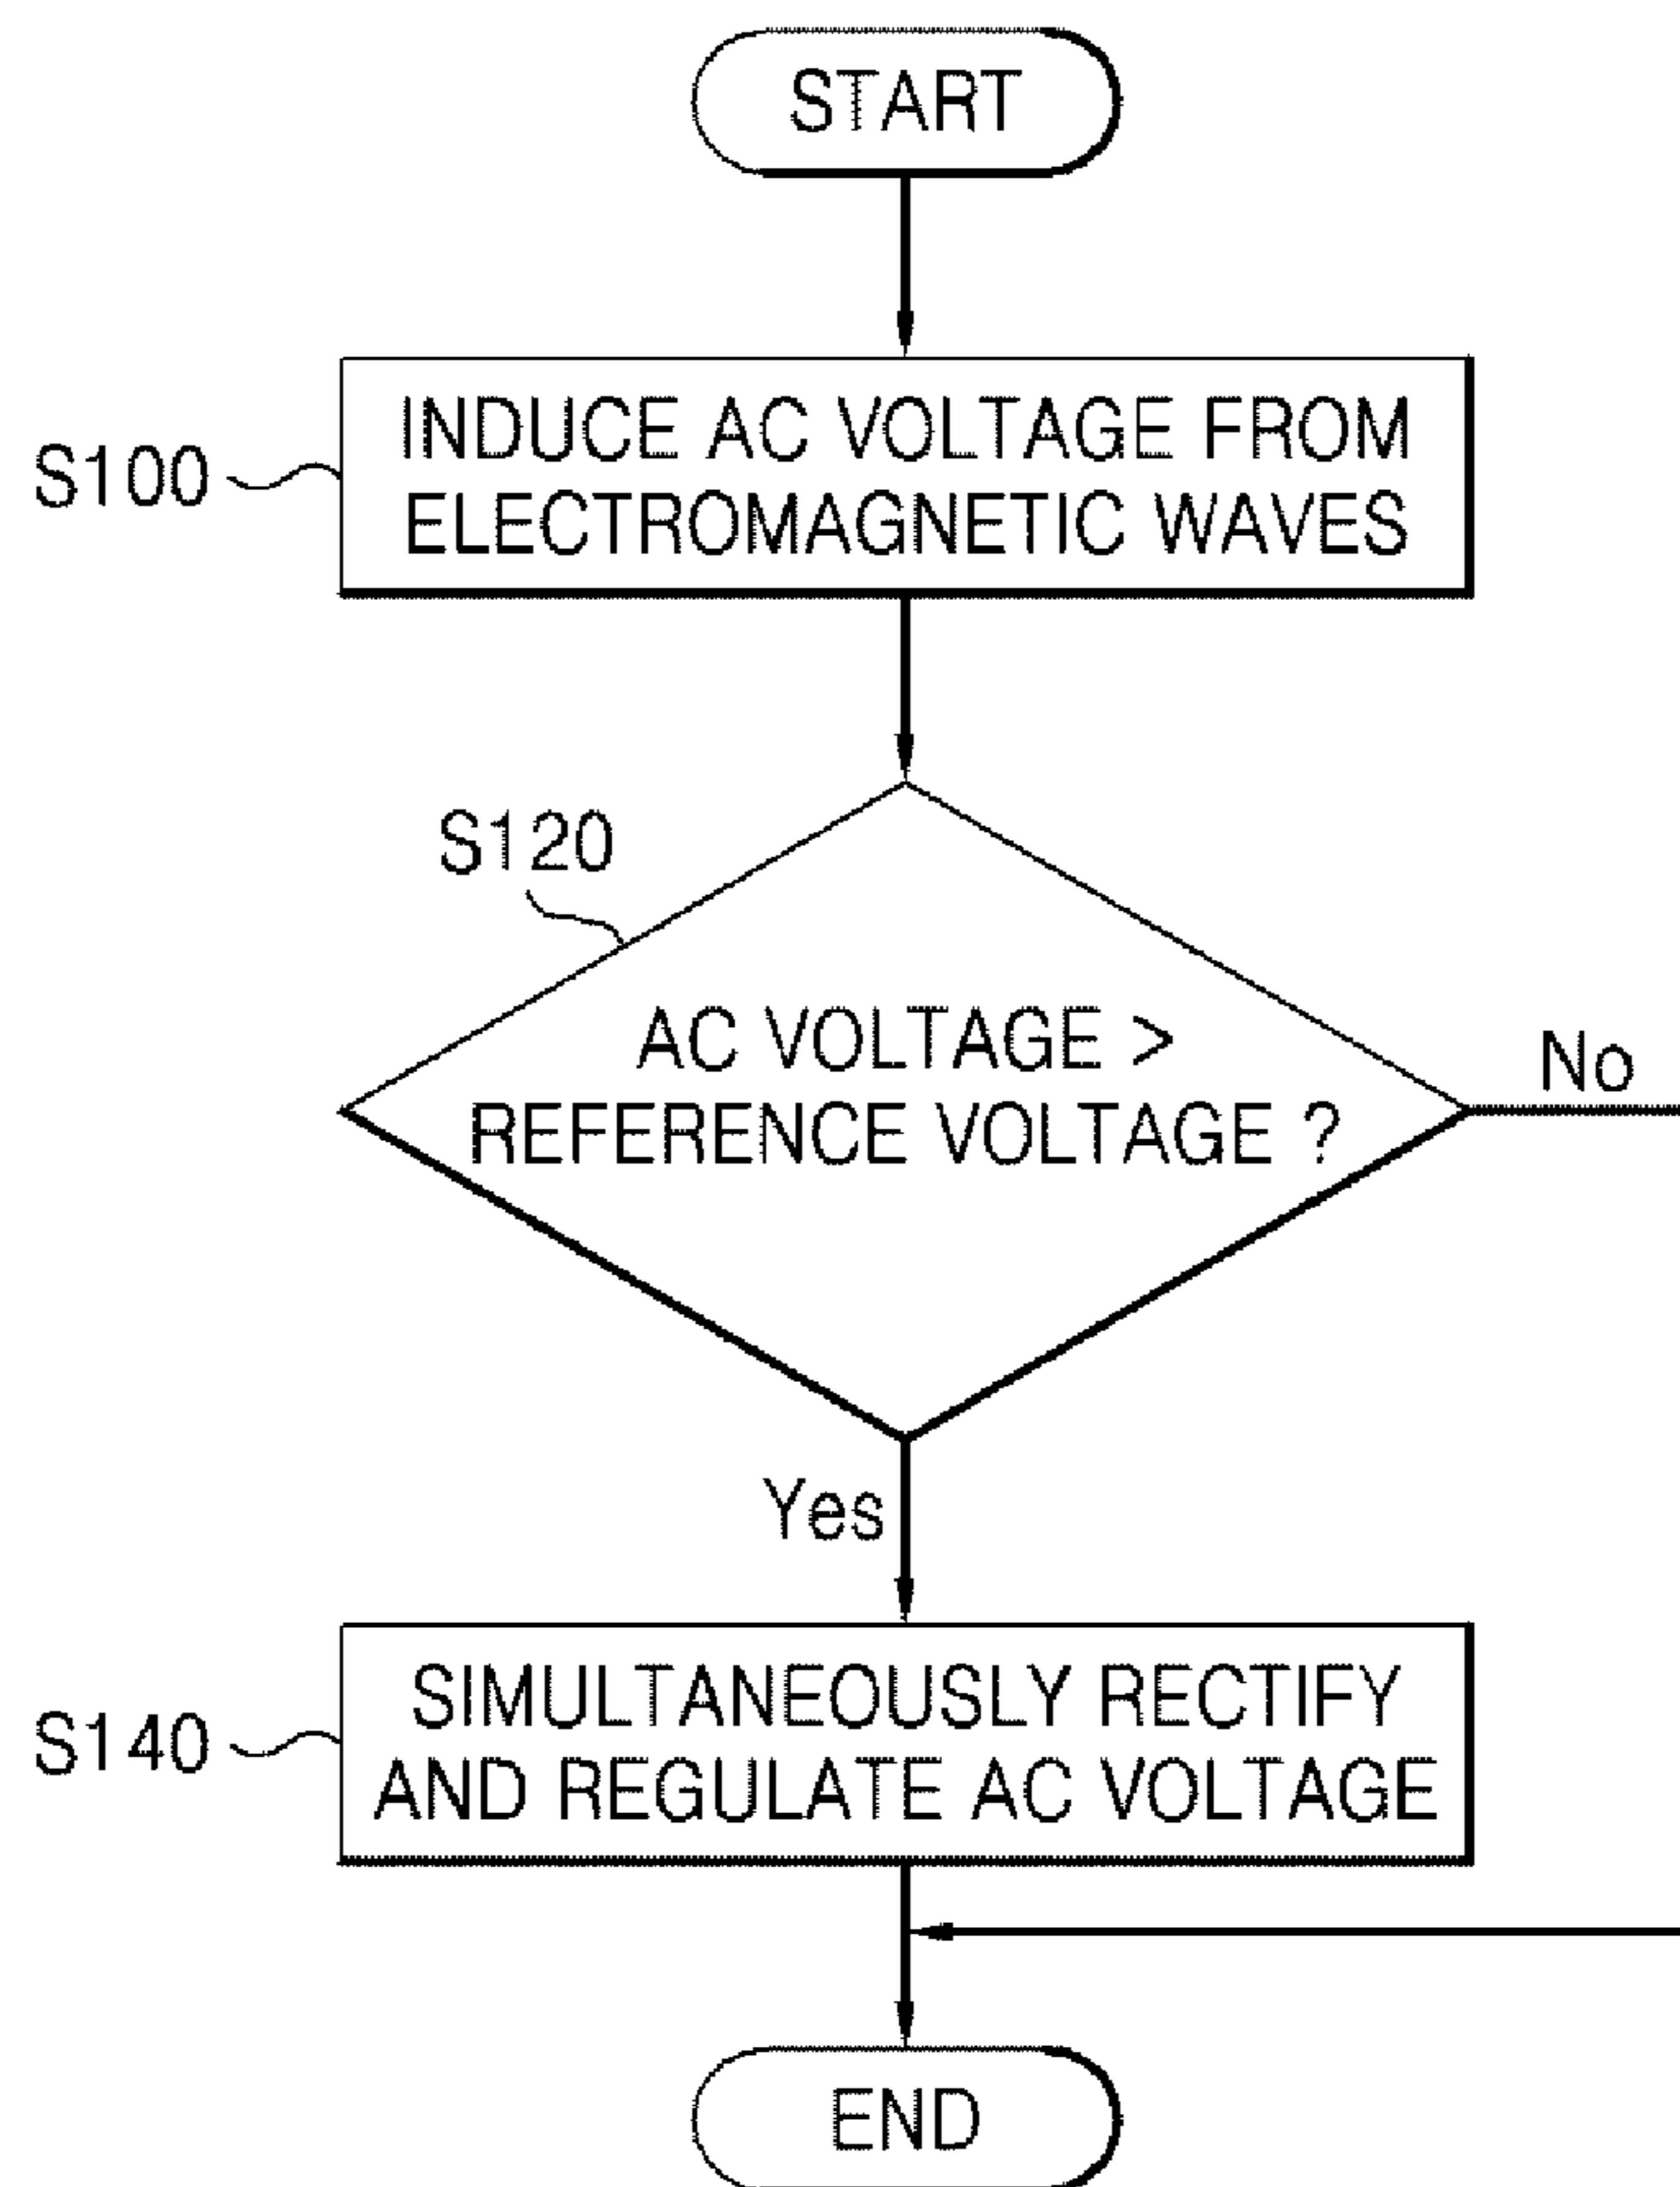 START
S100
INDUCE AC VOLTAGE FROM
ELECTROMAGNETIC WAVES
S120
AC VOLTAGE >
REFERENCE VOLTAGE ?
No
Yes
S140
SIMULTANEOUSLY RECTIFY
AND REGULATE AC VOLTAGE
END